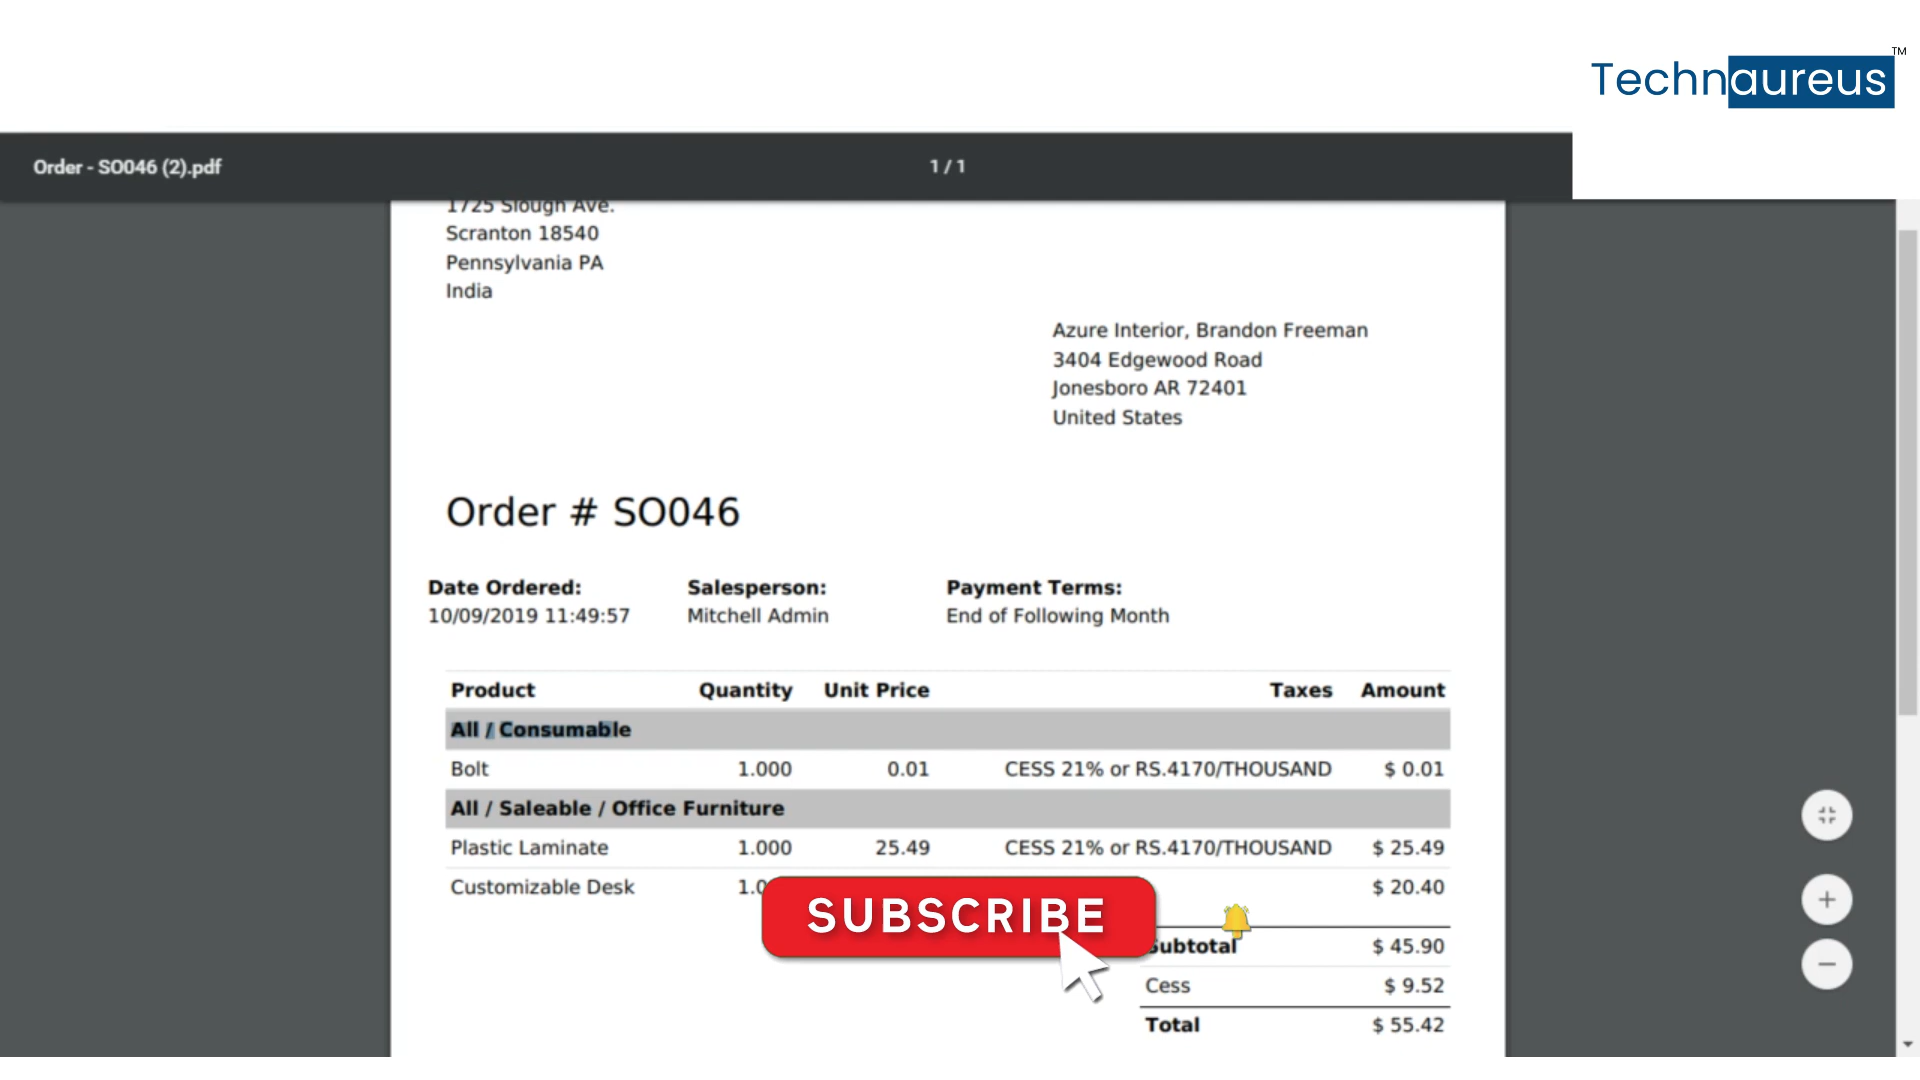 Technaureus™
Order - SO046 (2).pdf
1 / 1
1725 Slough Ave.
Scranton 18540
Pennsylvania PA
India
Azure Interior, Brandon Freeman
3404 Edgewood Road
Jonesboro AR 72401
United States
Order # SO046
Date Ordered: Salesperson: Payment Terms:
10/09/2019 11:49:57 Mitchell Admin End of Following Month
Product Quantity Unit Price Taxes Amount
All / Consumable
Bolt 1.000 0.01 CESS 21% or RS.4170/THOUSAND $ 0.01
All / Saleable / Office Furniture
Plastic Laminate 1.000 25.49 CESS 21% or RS.4170/THOUSAND $ 25.49
Customizable Desk $ 20.40
SUBSCRIBE
Subtotal $ 45.90
Cess $ 9.52
Total $ 55.42